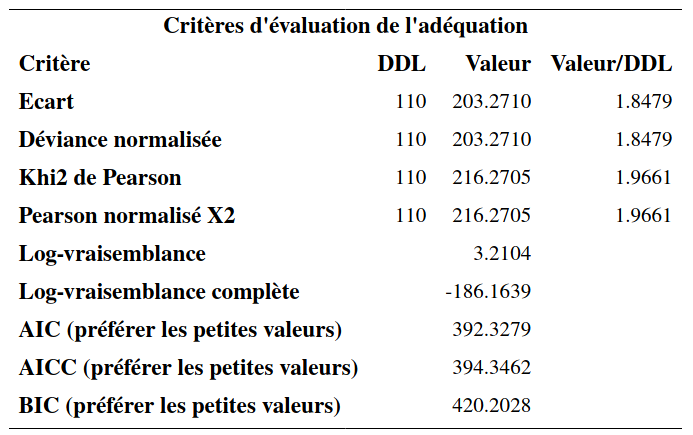 Critères d'évaluation de l'adéquation
Critère DDL Valeur Valeur/DDL
Ecart 110 203.2710 1.8479
Déviance normalisée 110 203.2710 1.8479
Khi2 de Pearson 110 216.2705 1.9661
Pearson normalisé X2 110 216.2705 1.9661
Log-vraisemblance 3.2104
Log-vraisemblance complète -186.1639
AIC (préférer les petites valeurs) 392.3279
AICC (préférer les petites valeurs) 394.3462
BIC (préférer les petites valeurs) 420.2028